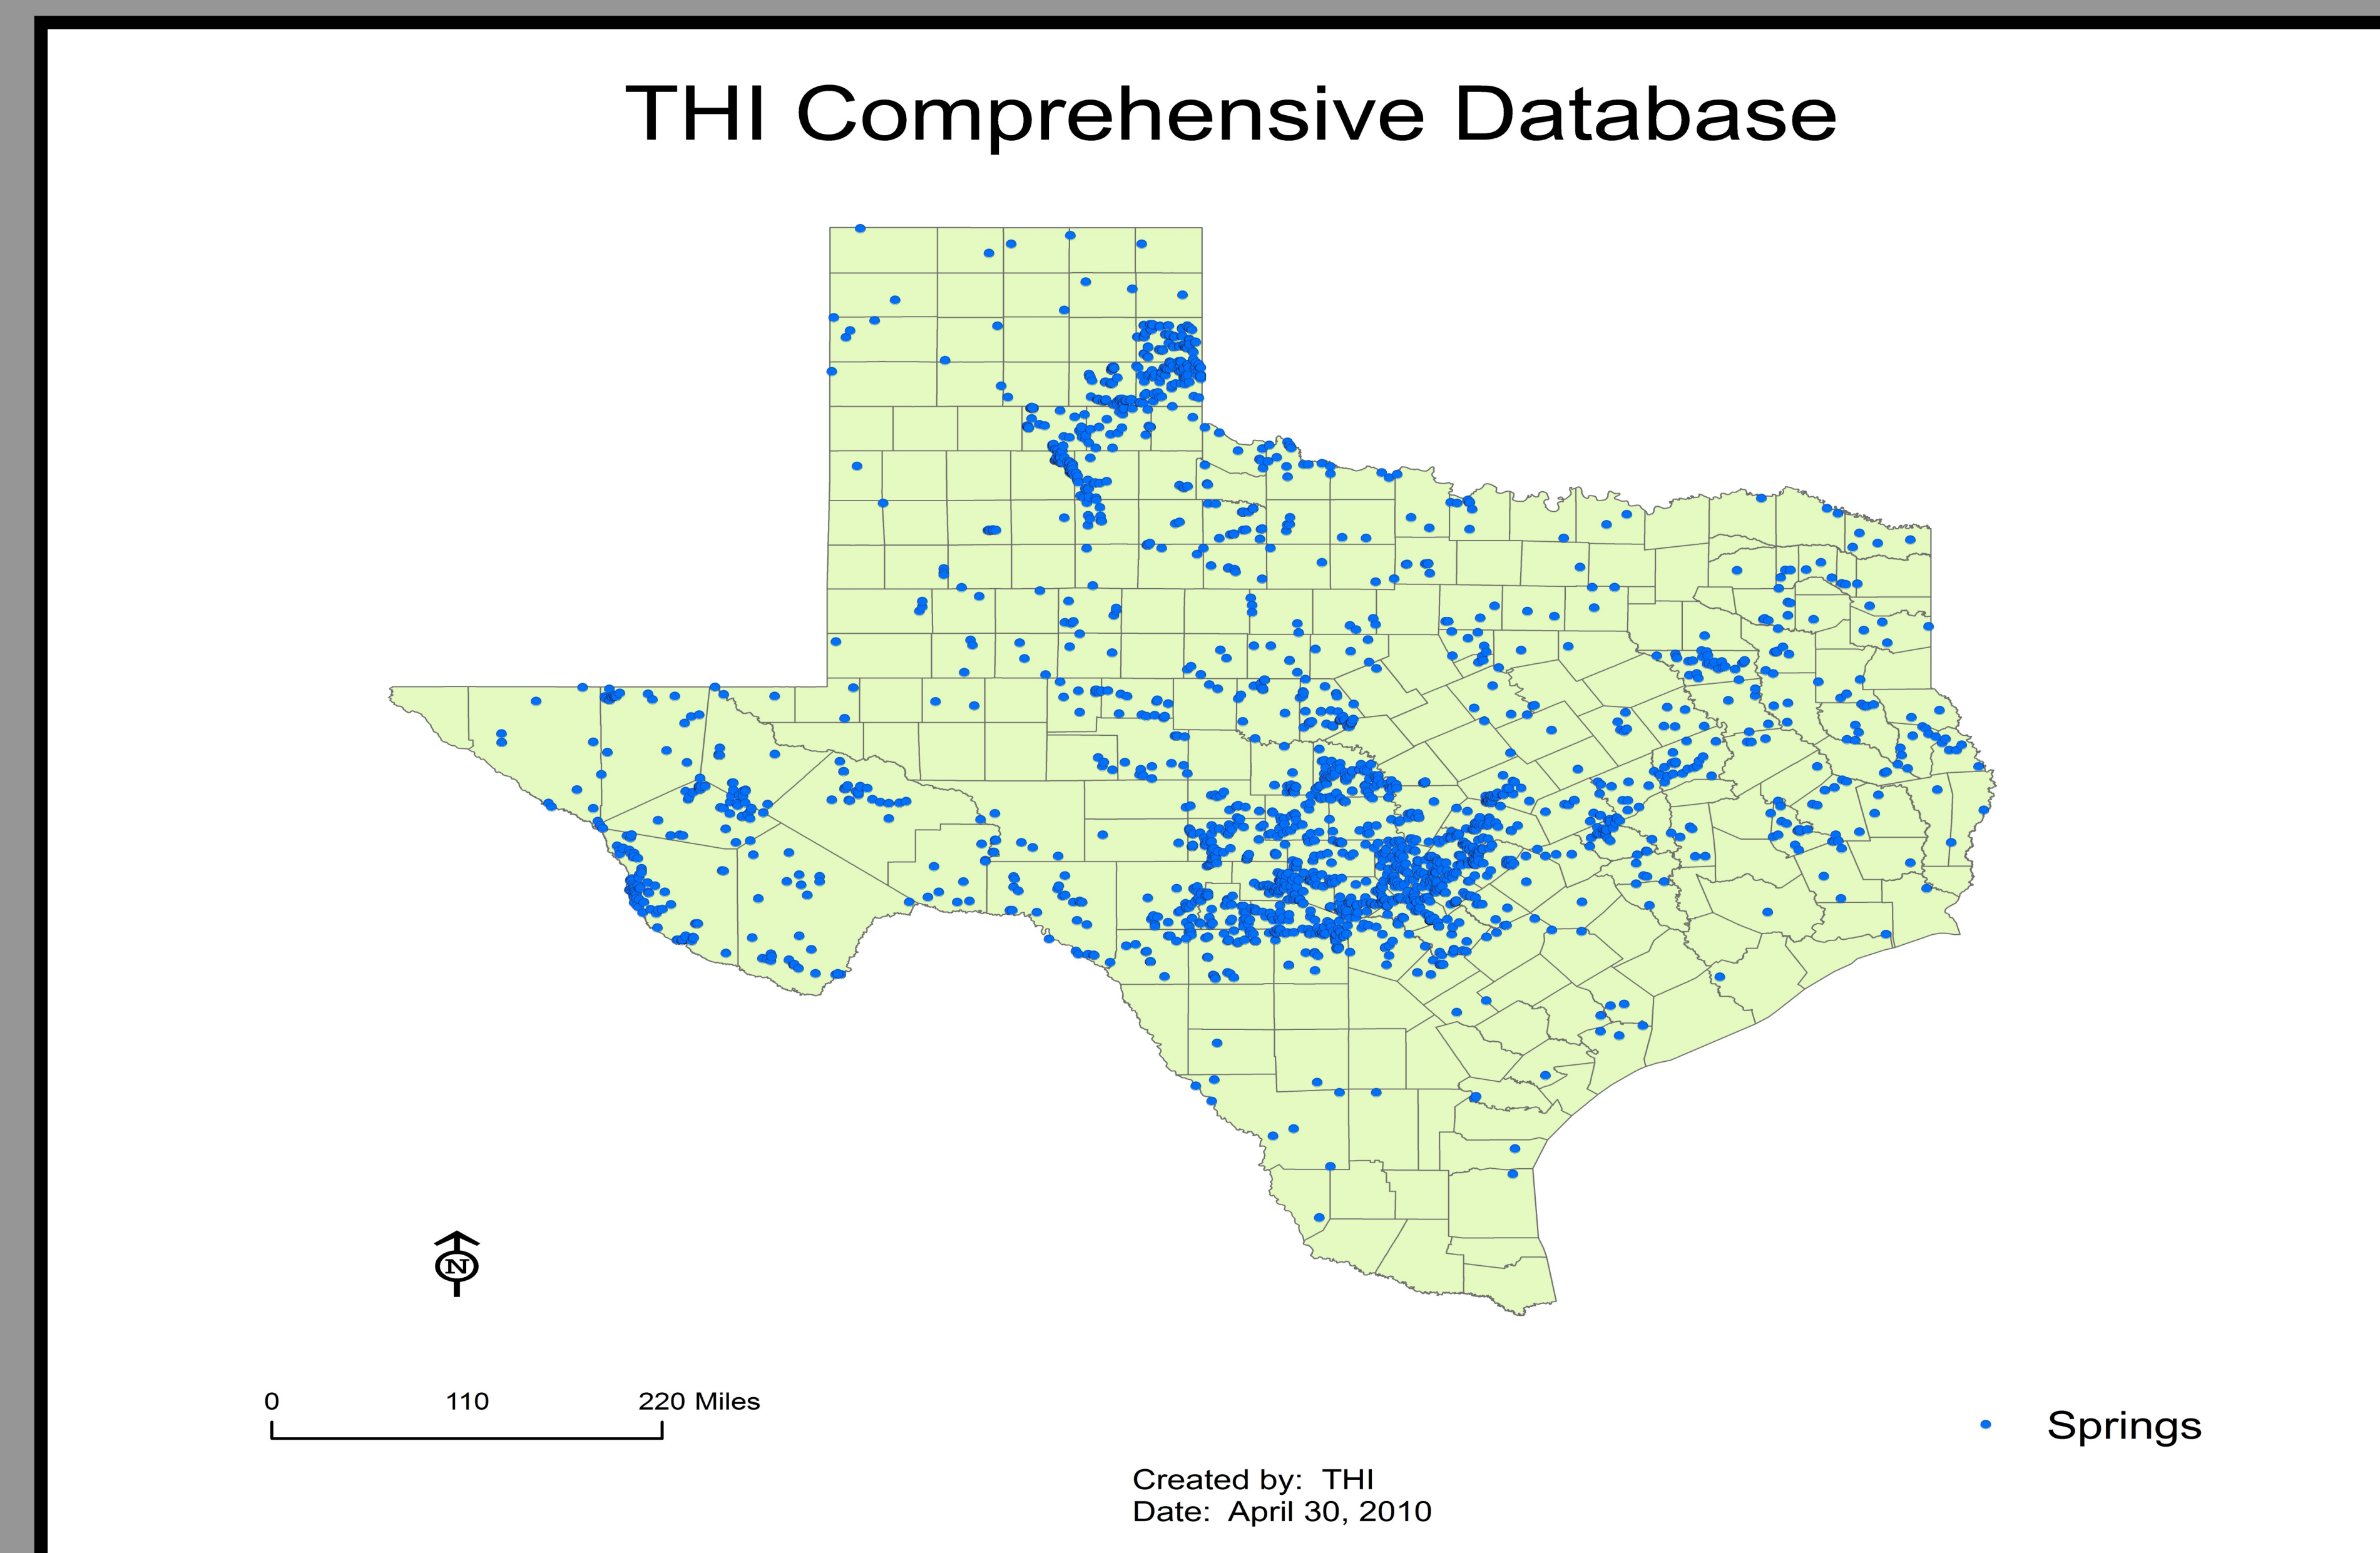 THI Comprehensive Database
N
0 110 220 Miles
Springs
Created by: THI
Date: April 30, 2010